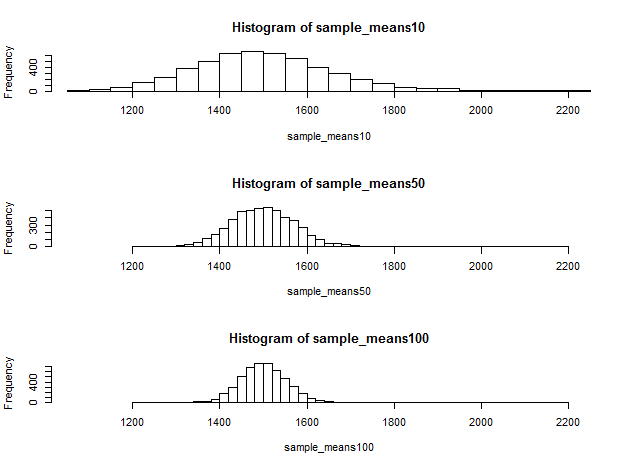 Histogram of sample_means10
Frequency
0 400
1200 1400 1600 1800 2000 2200
sample_means10
Histogram of sample_means50
Frequency
0 300
1200 1400 1600 1800 2000 2200
sample_means50
Histogram of sample_means100
Frequency
0 400
1200 1400 1600 1800 2000 2200
sample_means100